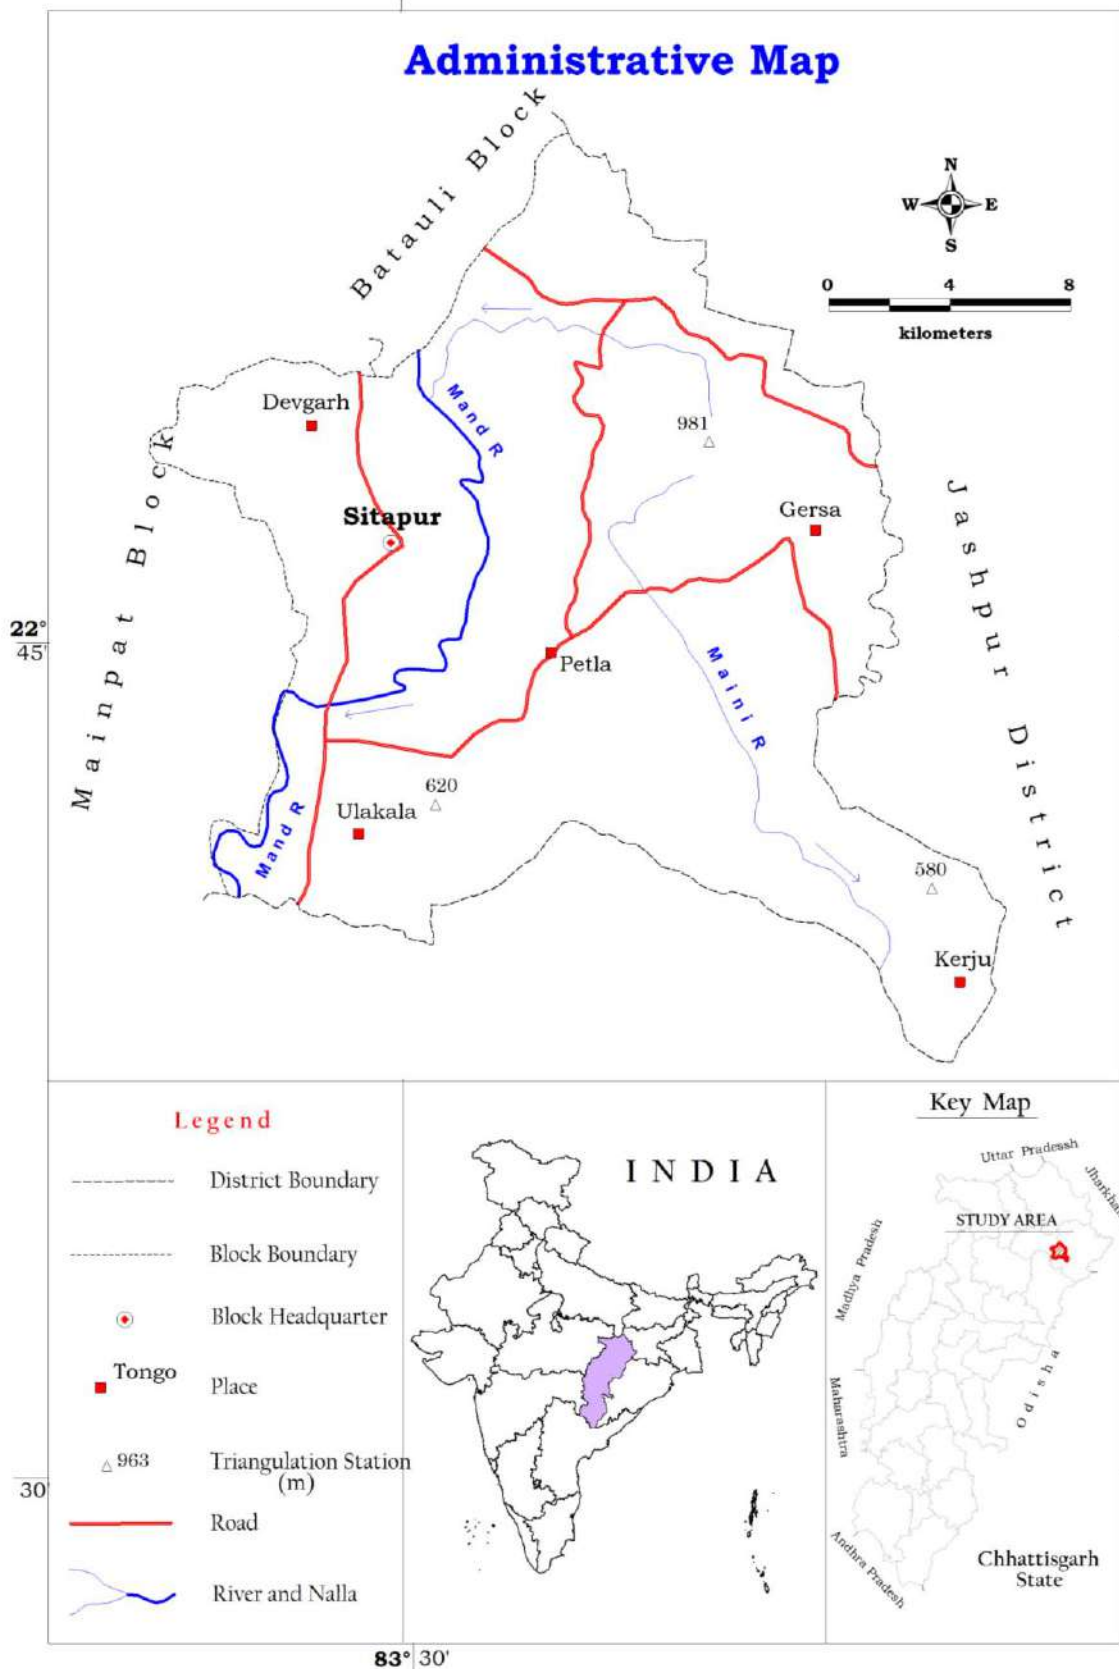 Administrative Map
Batauli Block
N
W E
S
0 4 8
kilometers
Devgarh
Mand R
981
Mainpat Block
Sitapur
Gersa
Jashpur District
22°
45'
Petla
Maini R
620
Ulakala
Mand R
580
Kerju
Legend
District Boundary
Block Boundary
Block Headquarter
Tongo
Place
963
Triangulation Station
(m)
Road
River and Nalla
30'
83° 30'
INDIA
Key Map
Uttar Pradessh
Jharkhan
STUDY AREA
Madhya Pradesh
Maharashtra
Odisha
Andhra Pradesh
Chhattisgarh
State